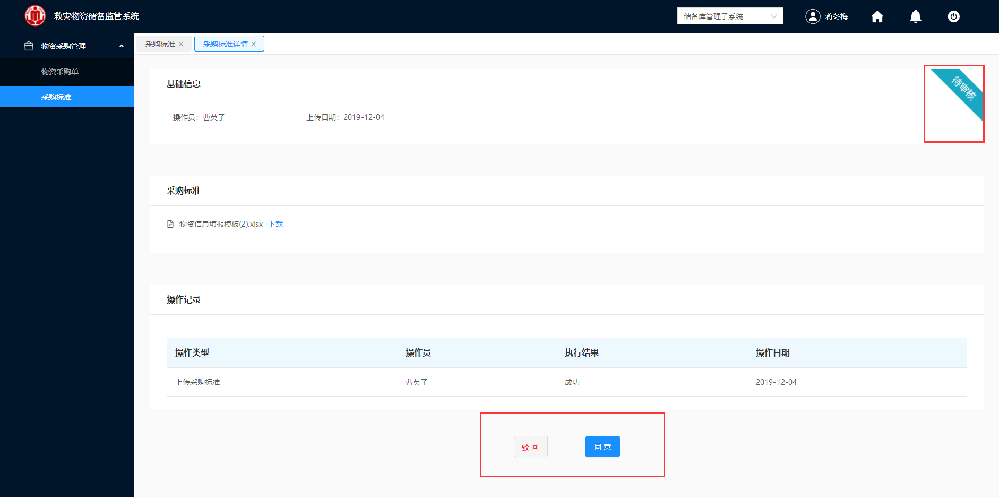 救灾物资储备监管系统
储备库管理子系统
蒋冬梅
物资采购管理
物资采购单
采购标准
采购标准
采购标准详情
基础信息
待审核
操作员：曹英子
上传日期：2019-12-04
采购标准
物资信息填报模板(2).xlsx 下载
操作记录
操作类型 操作员 执行结果 操作日期
上传采购标准 曹英子 成功 2019-12-04
驳回 同意